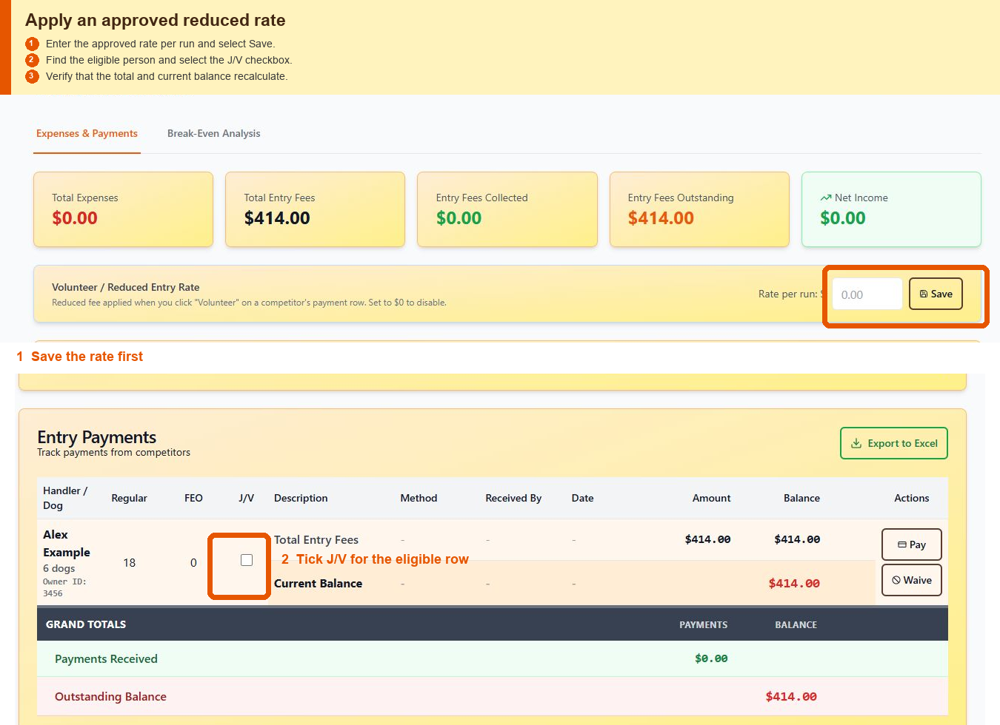 Apply an approved reduced rate
1 Enter the approved rate per run and select Save.
2 Find the eligible person and select the J/V checkbox.
3 Verify that the total and current balance recalculate.
Expenses & Payments Break-Even Analysis
Total Expenses
$0.00
Total Entry Fees
$414.00
Entry Fees Collected
$0.00
Entry Fees Outstanding
$414.00
Net Income
$0.00
Volunteer / Reduced Entry Rate
Reduced fee applied when you click "Volunteer" on a competitor's payment row. Set to $0 to disable.
Rate per run: $ 0.00 Save
1 Save the rate first
Entry Payments
Track payments from competitors
Export to Excel
Handler / Dog Regular FEO J/V Description Method Received By Date Amount Balance Actions
Alex Example
6 dogs
Owner ID: 3456
18 0
Total Entry Fees - - - $414.00 $414.00
2 Tick J/V for the eligible row
Current Balance - - - $414.00
Pay
Waive
GRAND TOTALS PAYMENTS BALANCE
Payments Received $0.00
Outstanding Balance $414.00